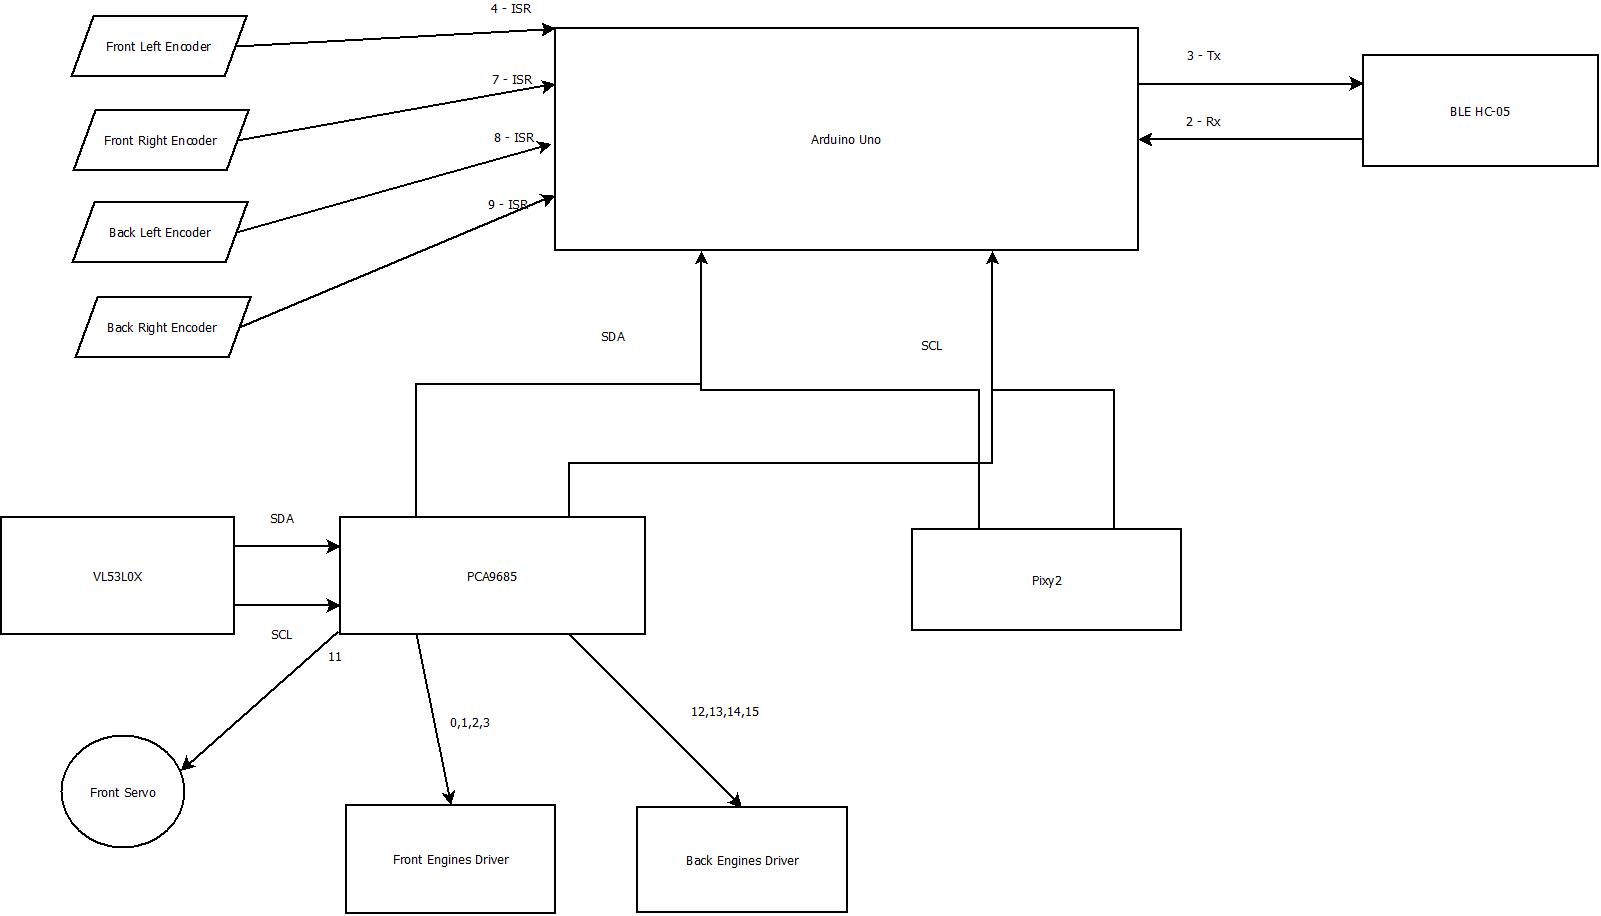 4 - ISR
Front Left Encoder
7 - ISR
Front Right Encoder
8 - ISR
Back Left Encoder
9 - ISR
Back Right Encoder
Arduino Uno
3 - Tx
2 - Rx
BLE HC-05
SDA
SCL
SDA
VL53L0X
SCL
PCA9685
Pixy2
11
0,1,2,3
12,13,14,15
Front Servo
Front Engines Driver
Back Engines Driver